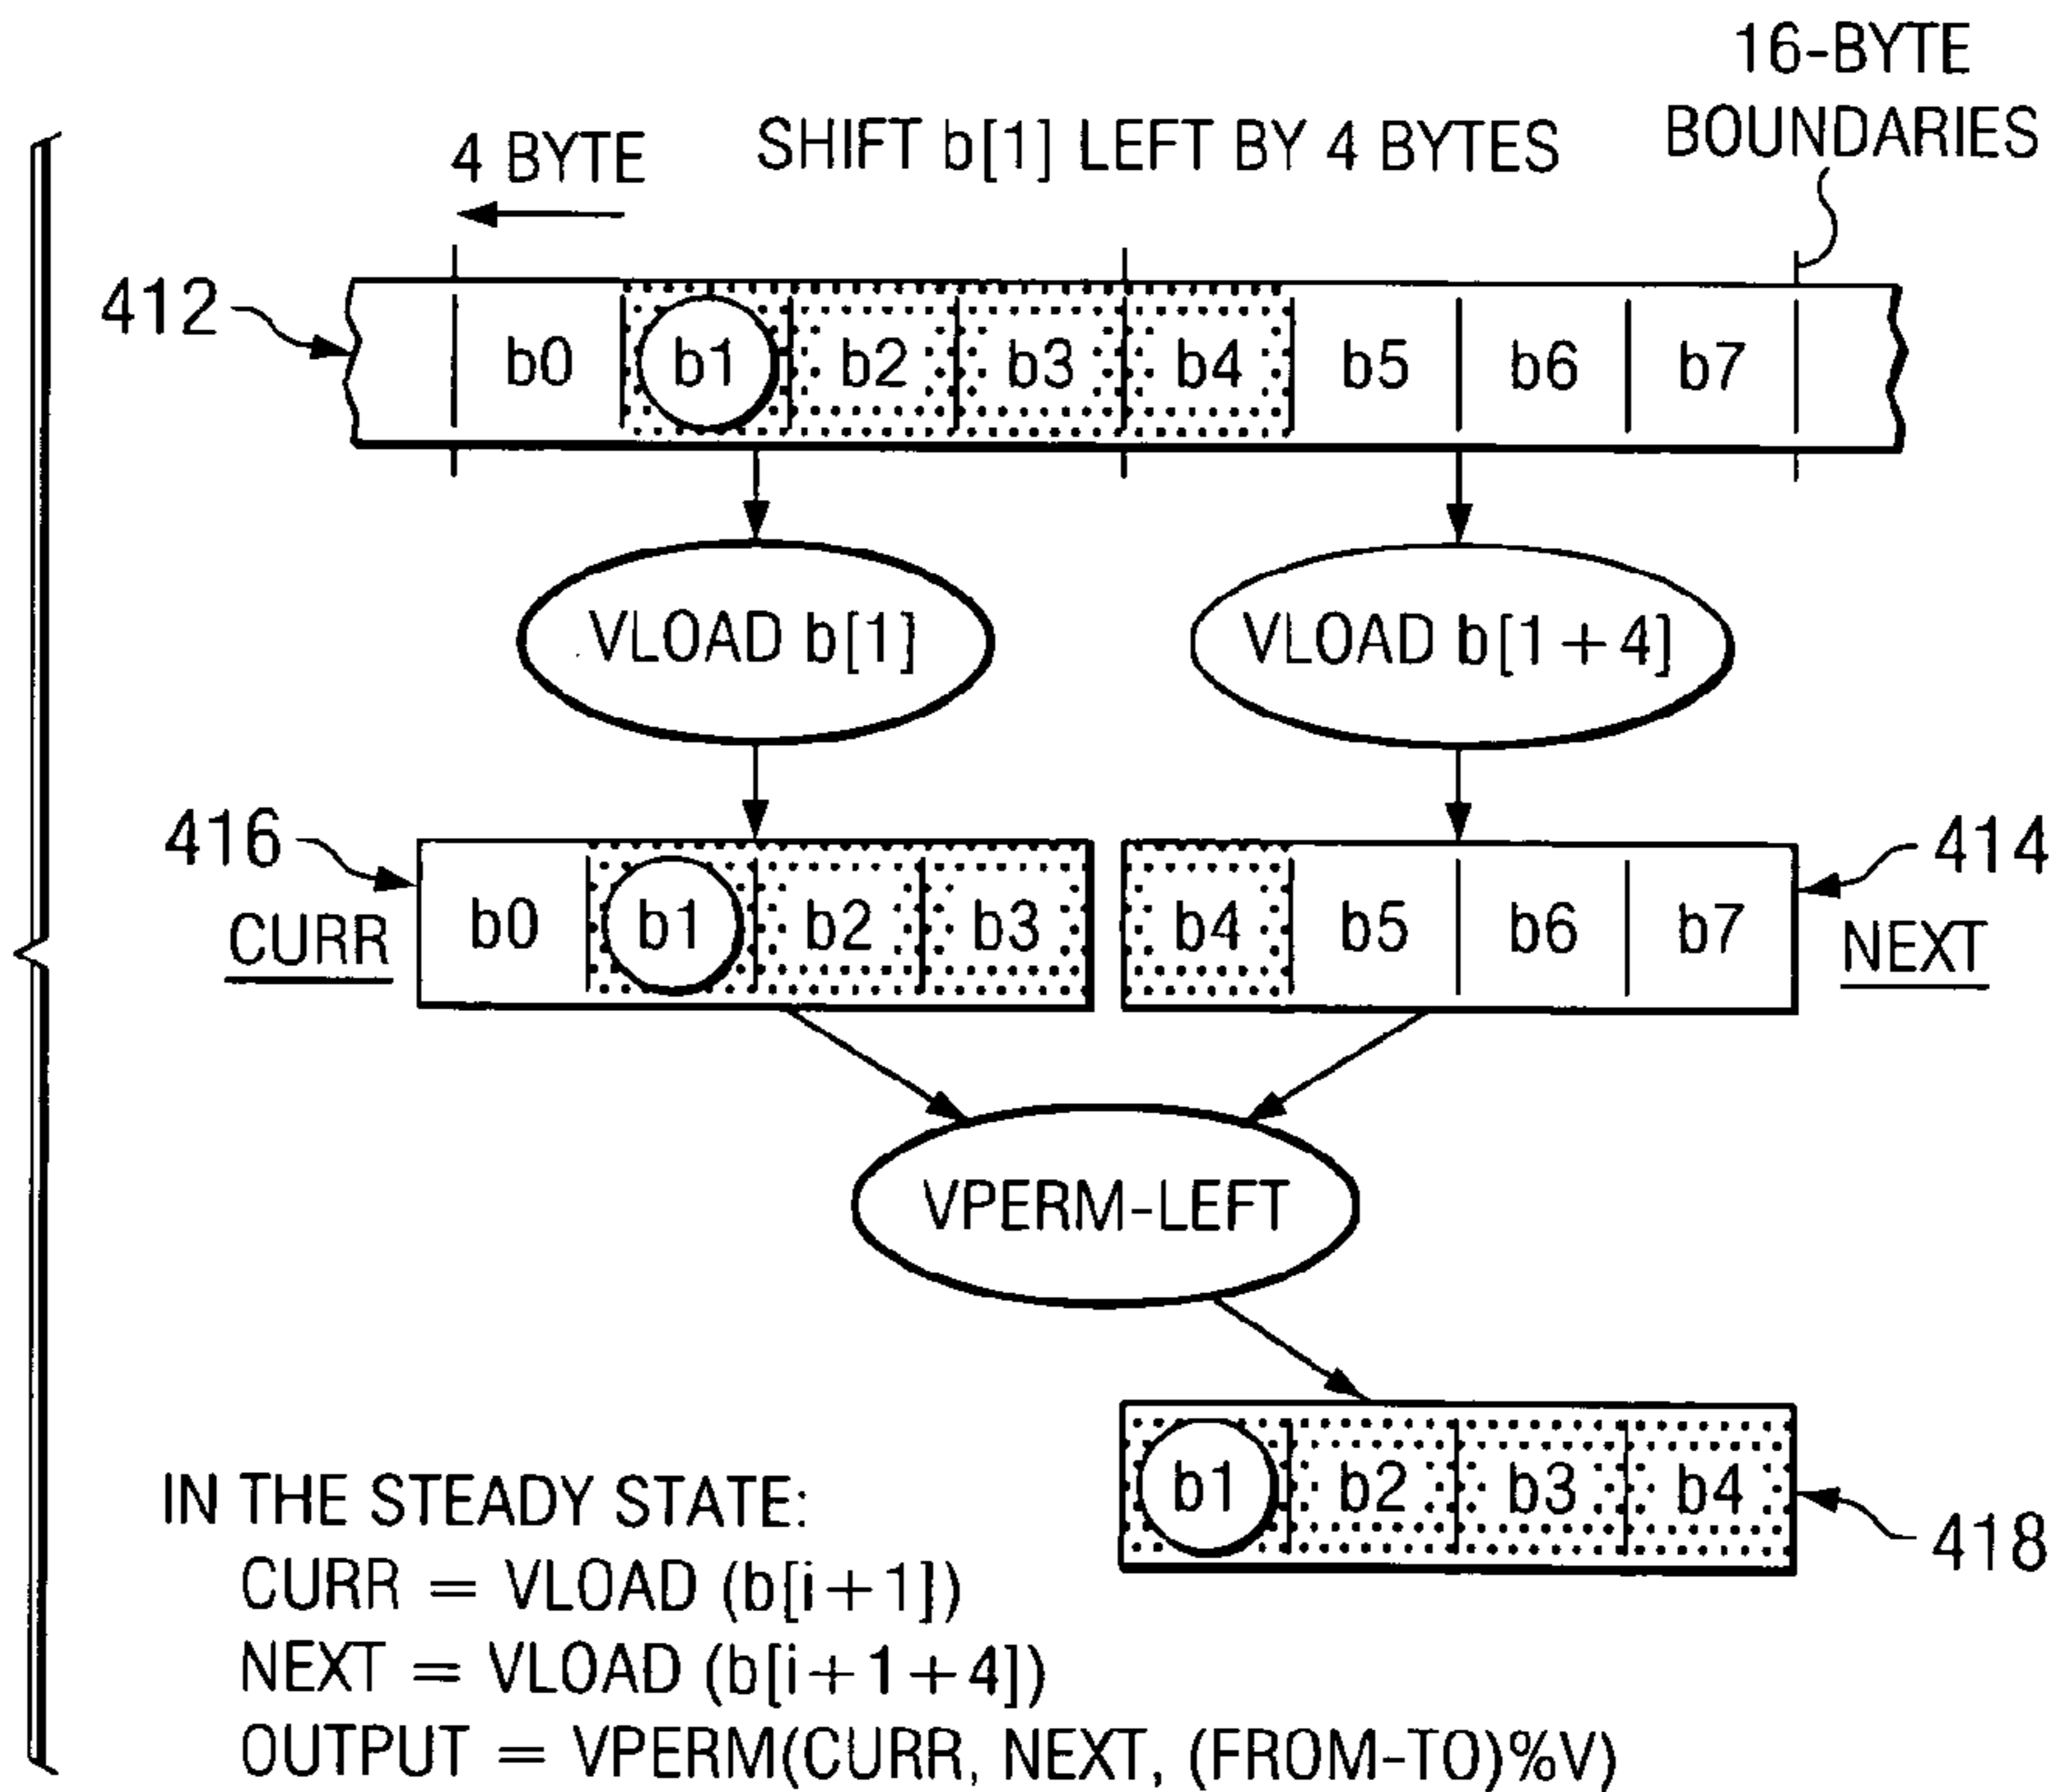 16-BYTE
BOUNDARIES
4 BYTE
SHIFT b[1] LEFT BY 4 BYTES
412
b0 b1 b2 b3 b4 b5 b6 b7
VLOAD b[1]
VLOAD b[1+4]
416
CURR
b0 b1 b2 b3
b4 b5 b6 b7
414
NEXT
VPERM-LEFT
b1 b2 b3 b4
418
IN THE STEADY STATE:
CURR = VLOAD (b[i+1])
NEXT = VLOAD (b[i+1+4])
OUTPUT = VPERM(CURR, NEXT, (FROM-TO)%V)